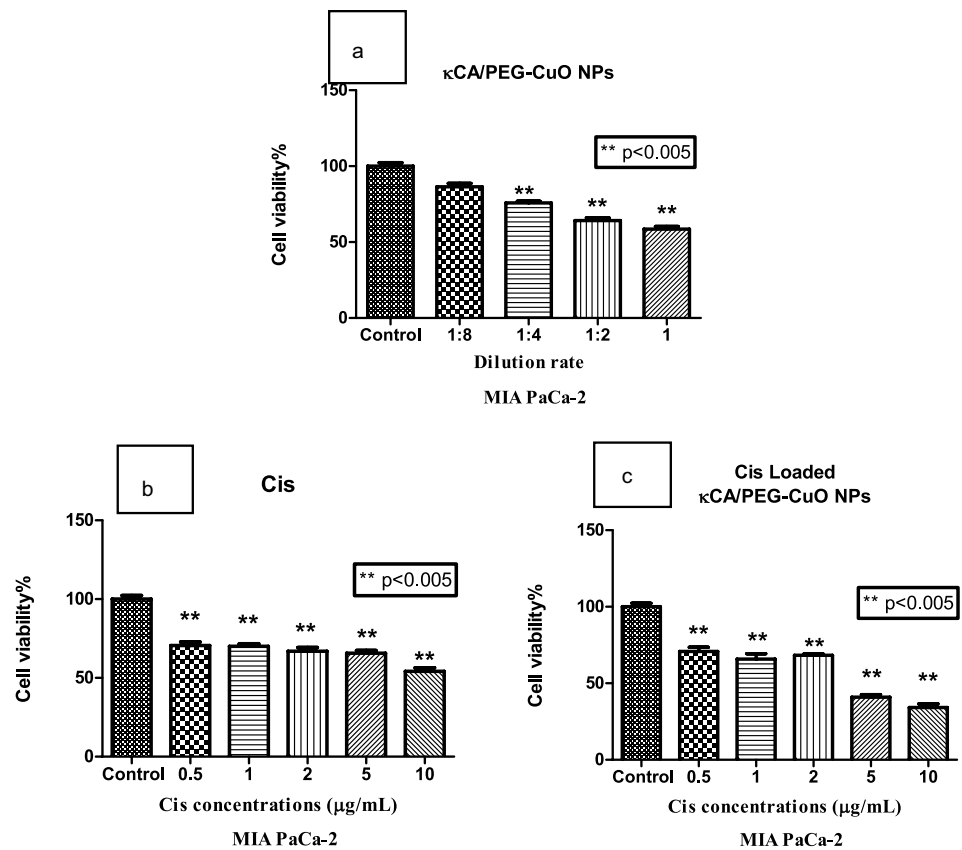 a
κCA/PEG-CuO NPs
150
100
50
0
Cell viability%
** p<0.005
**
**
**
Control 1:8 1:4 1:2 1
Dilution rate
MIA PaCa-2
b
Cis
150
100
50
0
Cell viability%
** p<0.005
**
**
**
**
**
Control 0.5 1 2 5 10
Cis concentrations (μg/mL)
MIA PaCa-2
c
Cis Loaded
κCA/PEG-CuO NPs
150
100
50
0
Cell viability%
** p<0.005
**
**
**
**
**
Control 0.5 1 2 5 10
Cis concentrations (μg/mL)
MIA PaCa-2